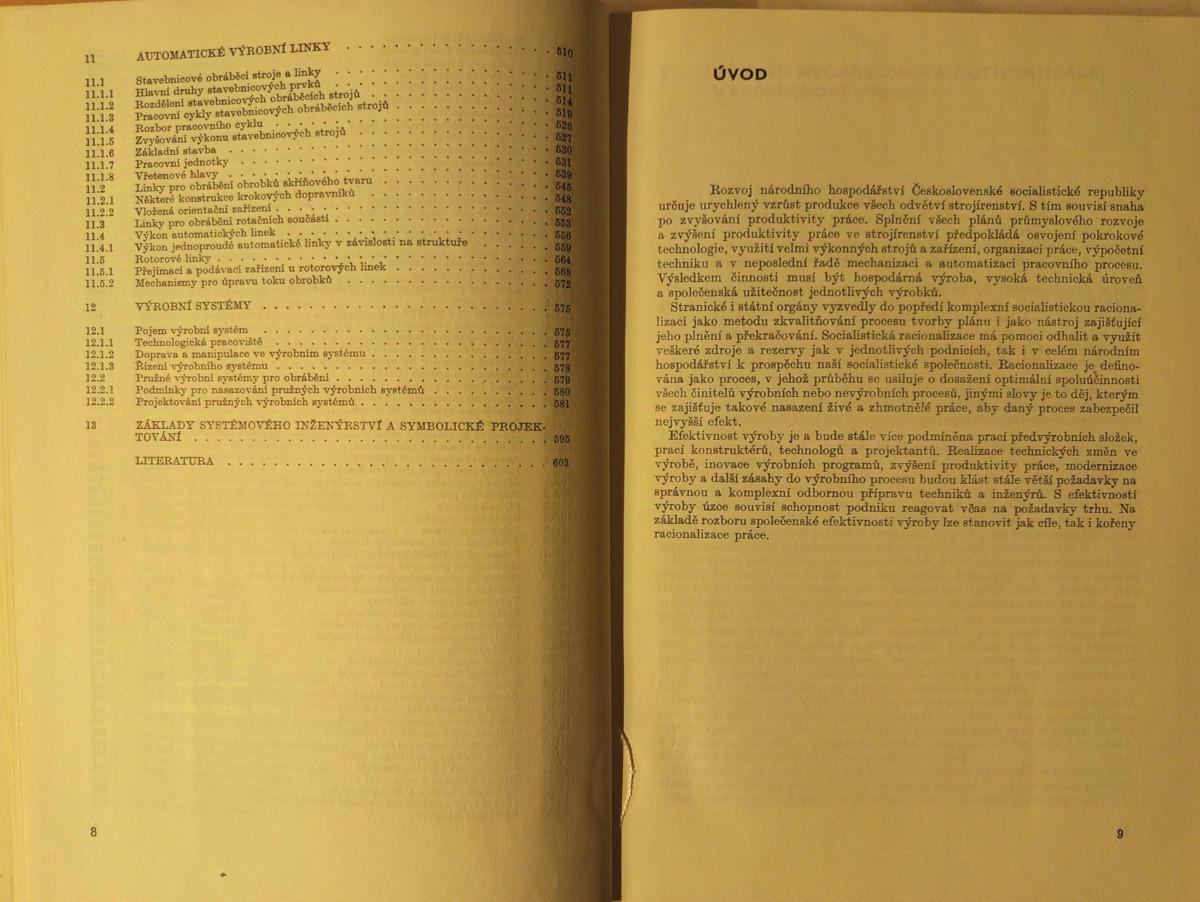 11 AUTOMATICKÉ VÝROBNÍ LINKY . . . 510
11.1 Stavebnicové obráběcí stroje a linky . . . 511
11.1.1 Hlavní druhy stavebnicových prvků . . . 511
11.1.2 Rozdělení stavebnicových obráběcích strojů . . . 514
11.1.3 Pracovní cykly stavebnicových obráběcích strojů . . . 519
11.1.4 Rozbor pracovního cyklu . . . 525
11.1.5 Zvyšování výkonu stavebnicových strojů . . . 527
11.1.6 Základní stavba . . . 530
11.1.7 Pracovní jednotky . . . 531
11.1.8 Vřetenové hlavy . . . 539
11.2 Linky pro obrábění obrobků skříňového tvaru . . . 545
11.2.1 Některé konstrukce krokových dopravníků . . . 548
11.2.2 Vložená orientační zařízení . . . 552
11.3 Linky pro obrábění rotačních součástí . . . 553
11.4 Výkon automatických linek . . . 558
11.4.1 Výkon jednoproudé automatické linky v závislosti na struktuře . . . 559
11.5 Rotorové linky . . . 564
11.5.1 Přejímací a podávací zařízení u rotorových linek . . . 568
11.5.2 Mechanismy pro úpravu toku obrobků . . . 572
12 VÝROBNÍ SYSTÉMY . . . 575
12.1 Pojem výrobní systém . . . 575
12.1.1 Technologická pracoviště . . . 577
12.1.2 Doprava a manipulace ve výrobním systému . . . 577
12.1.3 Řízení výrobního systému . . . 578
12.2 Pružné výrobní systémy pro obrábění . . . 579
12.2.1 Podmínky pro nasazování pružných výrobních systémů . . . 580
12.2.2 Projektování pružných výrobních systémů . . . 581
13 ZÁKLADY SYSTÉMOVÉHO INŽENÝRSTVÍ A SYMBOLICKÉ PROJEK-
TOVÁNÍ . . . 595
LITERATURA . . . 603
8
ÚVOD
Rozvoj národního hospodářství Československé socialistické republiky
určuje urychlený vzrůst produkce všech odvětví strojírenství. S tím souvisí snaha
po zvyšování produktivity práce. Splnění všech plánů průmyslového rozvoje
a zvýšení produktivity práce ve strojírenství předpokládá osvojení pokrokové
technologie, využití velmi výkonných strojů a zařízení, organizaci práce, výpočetní
techniku a v neposlední řadě mechanizaci a automatizaci pracovního procesu.
Výsledkem činnosti musí být hospodárná výroba, vysoká technická úroveň
a společenská užitečnost jednotlivých výrobků.
Stranické i státní orgány vyzvedly do popředí komplexní socialistickou raciona-
lizaci jako metodu zkvalitňování procesu tvorby plánu i jako nástroj zajišťující
jeho plnění a překračování. Socialistická racionalizace má pomoci odhalit a využít
veškeré zdroje a rezervy jak v jednotlivých podnicích, tak i v celém národním
hospodářství k prospěchu naší socialistické společnosti. Racionalizace je defino-
vána jako proces, v jehož průběhu se usiluje o dosažení optimální spoluúčinnosti
všech činitelů výrobních nebo nevýrobních procesů, jinými slovy je to děj, kterým
se zajišťuje takové nasazení živé a zhmotnělé práce, aby daný proces zabezpečil
nejvyšší efekt.
Efektivnost výroby je a bude stále více podmíněna prací předvýrobních složek,
prací konstruktérů, technologů a projektantů. Realizace technických změn ve
výrobě, inovace výrobních programů, zvýšení produktivity práce, modernizace
výroby a další zásahy do výrobního procesu budou klást stále větší požadavky na
správnou a komplexní odbornou přípravu techniků a inženýrů. S efektivností
výroby úzce souvisí schopnost podniku reagovat včas na požadavky trhu. Na
základě rozboru společenské efektivnosti výroby lze stanovit jak cíle, tak i kořeny
racionalizace práce.
9